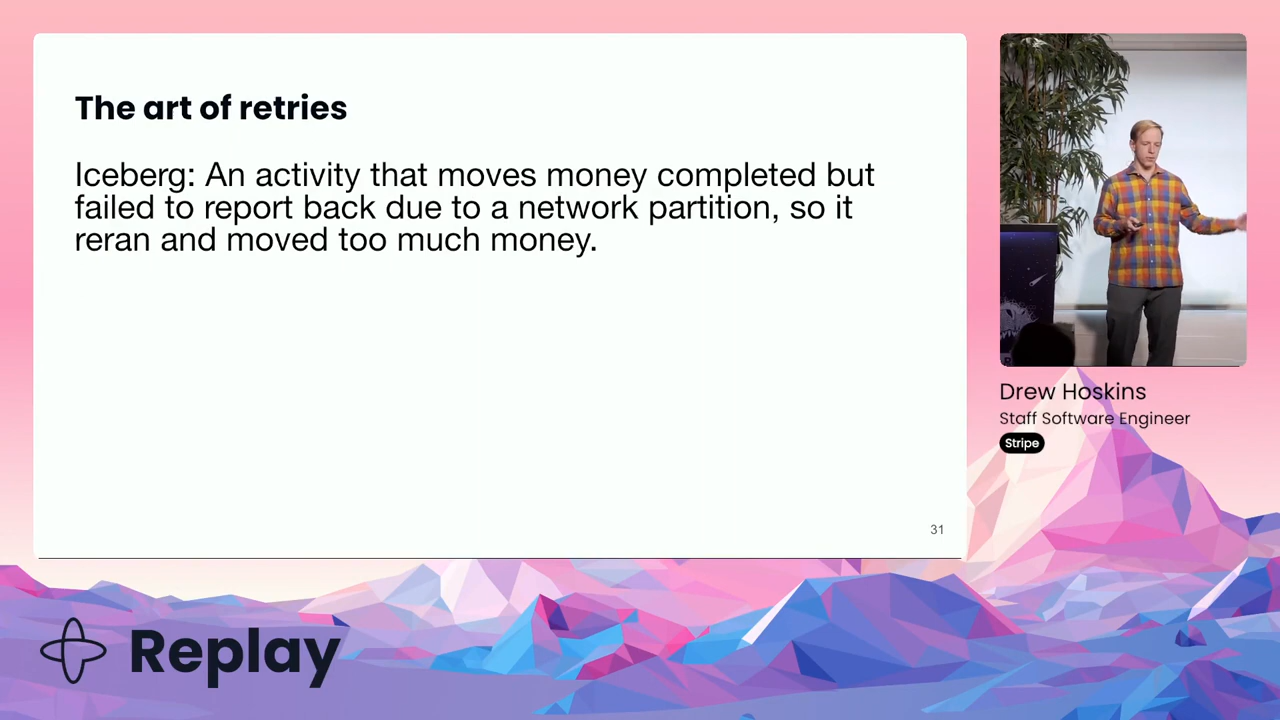 The art of retries
Iceberg: An activity that moves money completed but
failed to report back due to a network partition, so it
reran and moved too much money.
31
Drew Hoskins
Staff Software Engineer
Stripe
Replay